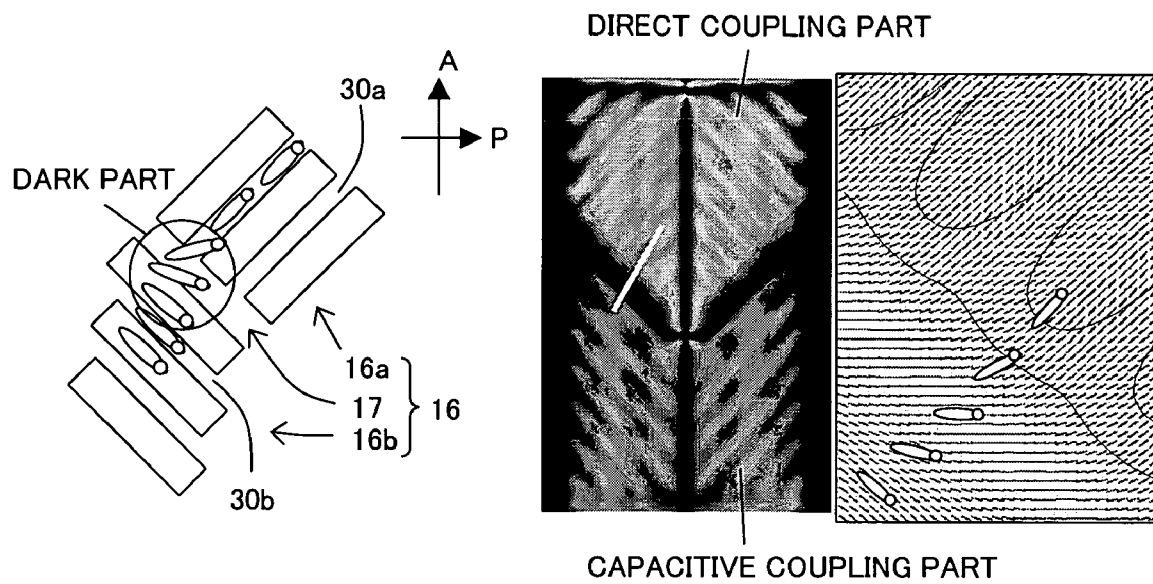 DIRECT COUPLING PART
A
30a
P
DARK PART
16a
17
16
16b
30b
CAPACITIVE COUPLING PART